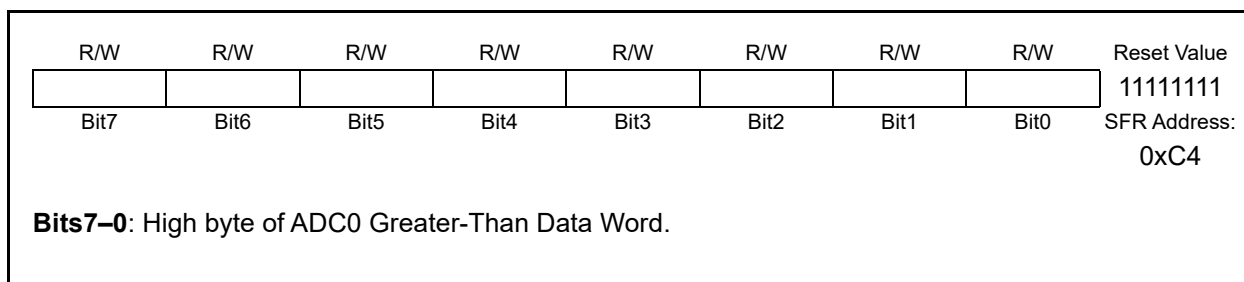 R/W R/W R/W R/W R/W R/W R/W R/W Reset Value
11111111
Bit7 Bit6 Bit5 Bit4 Bit3 Bit2 Bit1 Bit0 SFR Address:
0xC4
Bits7–0: High byte of ADC0 Greater-Than Data Word.